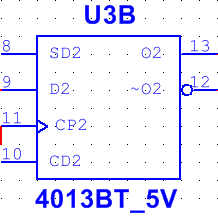 U3B
8 SD2 O2 13
9 D2 ~O2 12
11 CP2
10 CD2
4013BT_5V